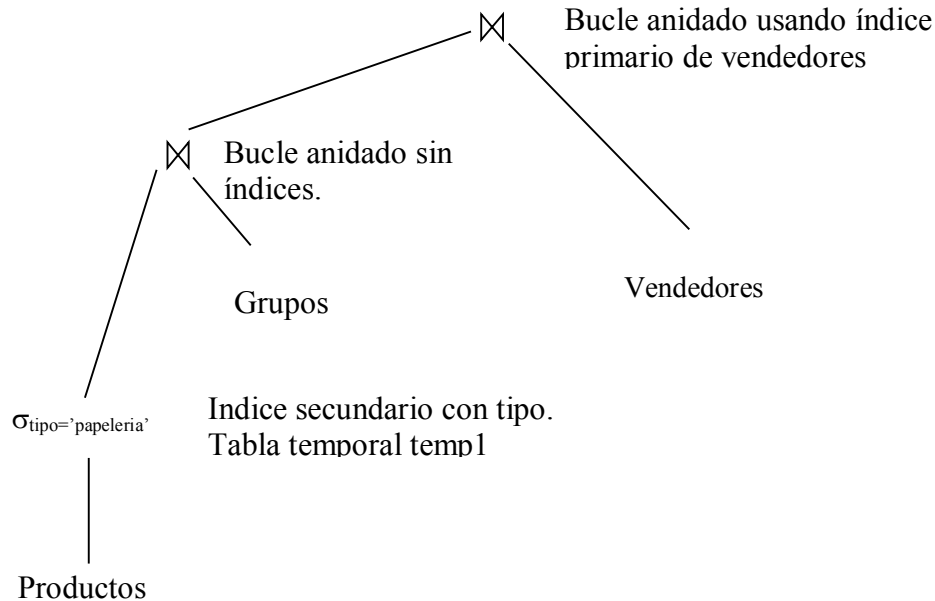 ⋈ Bucle anidado usando índice
primario de vendedores
⋈ Bucle anidado sin
índices.
Vendedores
Grupos
σtipo=’papeleria’ Indice secundario con tipo.
Tabla temporal temp1
Productos